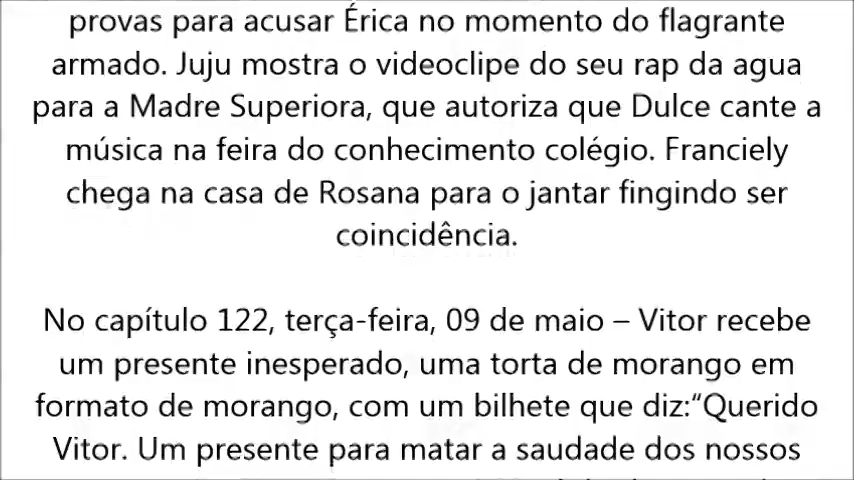 provas para acusar Érica no momento do flagrante
armado. Juju mostra o videoclipe do seu rap da agua
para a Madre Superiora, que autoriza que Dulce cante a
música na feira do conhecimento colégio. Franciely
chega na casa de Rosana para o jantar fingindo ser
coincidência.
No capítulo 122, terça-feira, 09 de maio – Vitor recebe
um presente inesperado, uma torta de morango em
formato de morango, com um bilhete que diz:“Querido
Vitor. Um presente para matar a saudade dos nossos